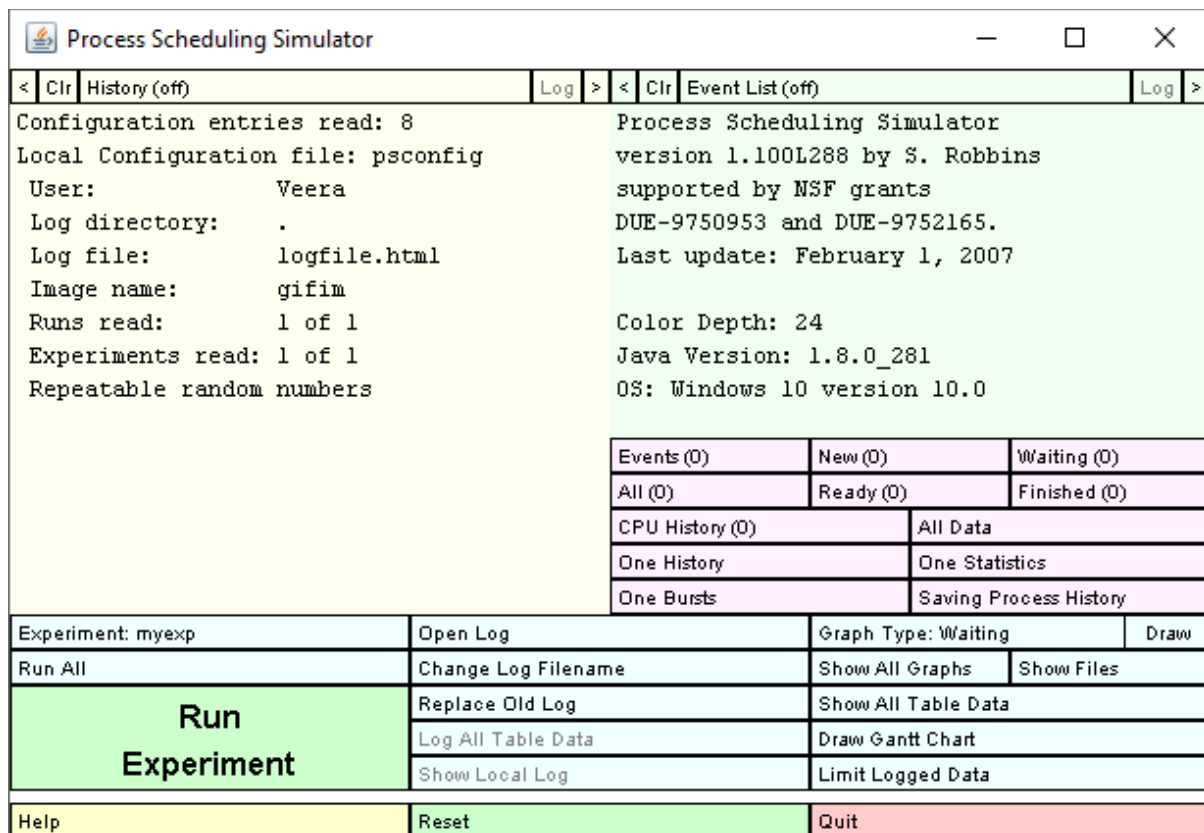 Process Scheduling Simulator
< Clr History (off) Log > < Clr Event List (off) Log >
Configuration entries read: 8
Local Configuration file: psconfig
User: Veera
Log directory: .
Log file: logfile.html
Image name: gifim
Runs read: 1 of 1
Experiments read: 1 of 1
Repeatable random numbers
Process Scheduling Simulator
version 1.100L288 by S. Robbins
supported by NSF grants
DUE-9750953 and DUE-9752165.
Last update: February 1, 2007
Color Depth: 24
Java Version: 1.8.0_281
OS: Windows 10 version 10.0
Events (0) New (0) Waiting (0)
All (0) Ready (0) Finished (0)
CPU History (0) All Data
One History One Statistics
One Bursts Saving Process History
Experiment: myexp Open Log Graph Type: Waiting Draw
Run All Change Log Filename Show All Graphs Show Files
Run
Experiment
Replace Old Log Show All Table Data
Log All Table Data Draw Gantt Chart
Show Local Log Limit Logged Data
Help Reset Quit